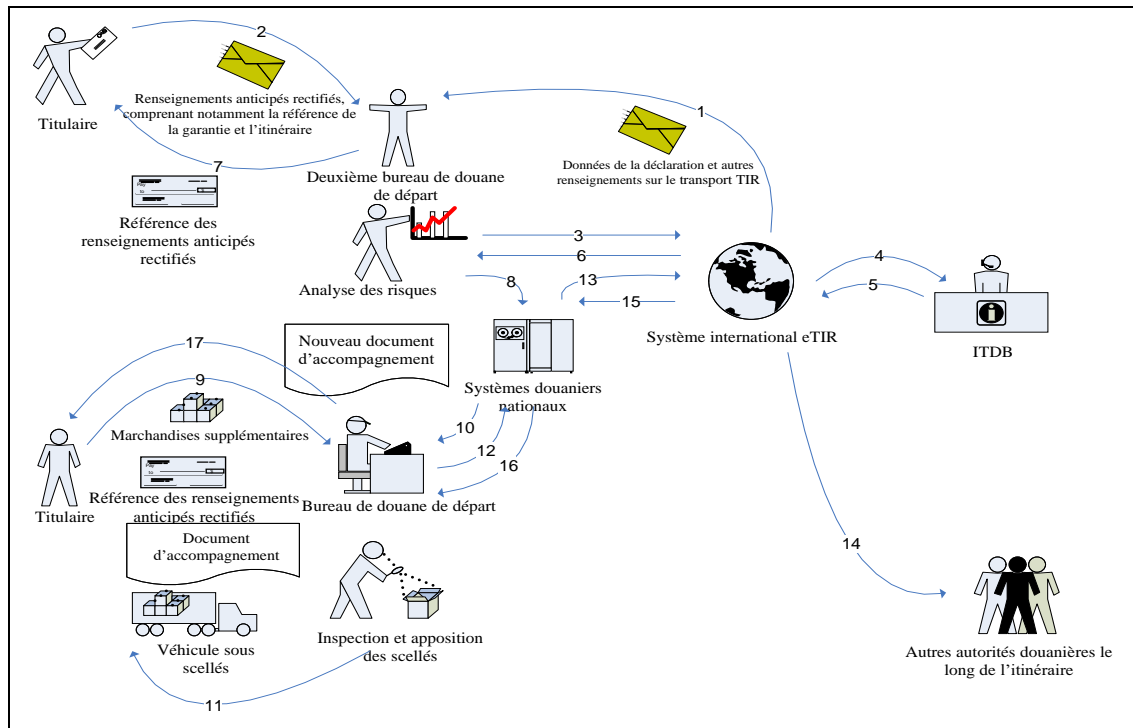 2
Renseignements anticipés rectifiés,
comprenant notamment la référence de
la garantie et l'itinéraire
Titulaire
1
Données de la déclaration et autres
renseignements sur le transport TIR
7
Deuxième bureau de douane
de départ
Référence des
renseignements anticipés
rectifiés
3
6
4
5
Analyse des risques
8
13
15
Système international eTIR
ITDB
Nouveau document
d'accompagnement
17
9
Systèmes douaniers
nationaux
Marchandises supplémentaires
10
12
16
Titulaire
Référence des renseignements
anticipés rectifiés
Bureau de douane de départ
Document
d'accompagnement
14
Véhicule sous
scellés
Inspection et apposition
des scellés
11
Autres autorités douanières le
long de l'itinéraire